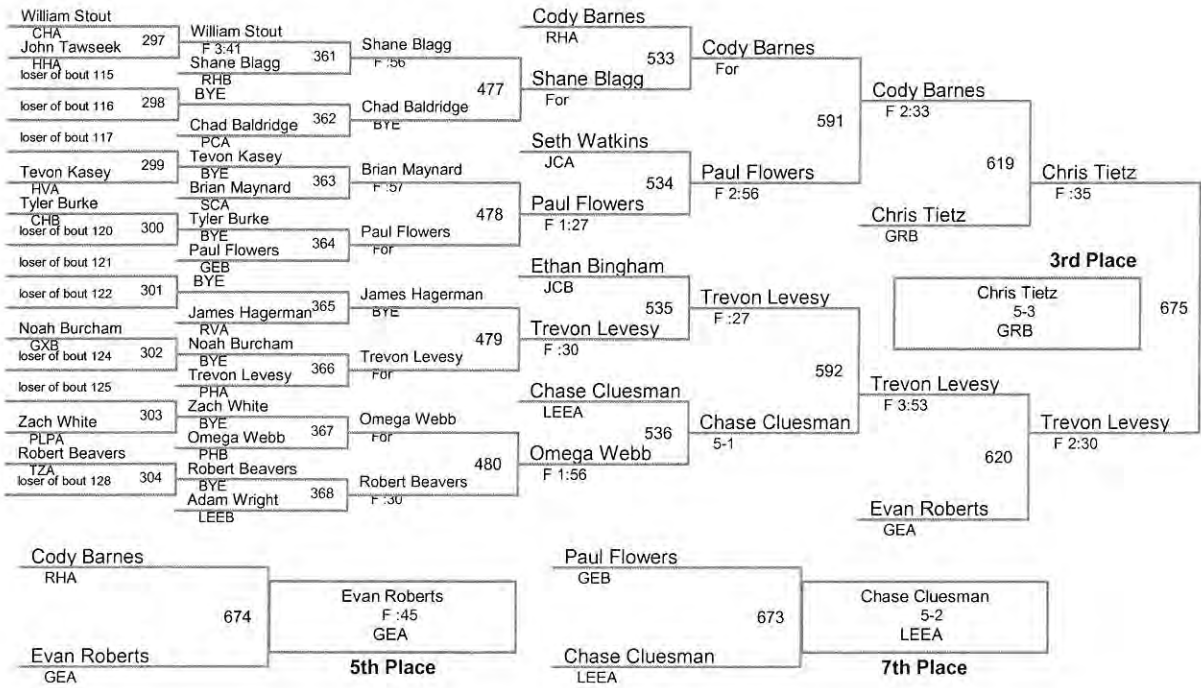 William Stout
CHA
John Tawseek
HHA
297
loser of bout 115
loser of bout 116
298
loser of bout 117
Tevon Kasey
HVA
299
Tyler Burke
CHB
loser of bout 120
300
loser of bout 121
loser of bout 122
301
Noah Burcham
GXB
loser of bout 124
302
loser of bout 125
Zach White
PLPA
303
Robert Beavers
TZA
loser of bout 128
304
William Stout
F 3:41
Shane Blagg
RHB
361
BYE
Chad Baldridge
PCA
362
Tevon Kasey
BYE
Brian Maynard
SCA
363
Tyler Burke
BYE
Paul Flowers
GEB
364
BYE
James Hagerman
RVA
365
Noah Burcham
BYE
Trevon Levesy
PHA
366
Zach White
BYE
Omega Webb
PHB
367
Robert Beavers
BYE
Adam Wright
LEEB
368
Shane Blagg
F :56
477
Chad Baldridge
BYE
Brian Maynard
F :57
478
Paul Flowers
For
James Hagerman
BYE
479
Trevon Levesy
For
Omega Webb
For
480
Robert Beavers
F :30
Cody Barnes
RHA
533
Shane Blagg
For
Seth Watkins
JCA
534
Paul Flowers
F 1:27
Ethan Bingham
JCB
535
Trevon Levesy
F :30
Chase Cluesman
LEEA
536
Omega Webb
F 1:56
Cody Barnes
For
591
Paul Flowers
F 2:56
Trevon Levesy
F :27
592
Chase Cluesman
5-1
Cody Barnes
F 2:33
619
Chris Tietz
GRB
Trevon Levesy
F 3:53
620
Evan Roberts
GEA
Chris Tietz
F :35
675
Trevon Levesy
F 2:30
3rd Place
Chris Tietz
5-3
GRB
Cody Barnes
RHA
674
Evan Roberts
GEA
Evan Roberts
F :45
GEA
5th Place
Paul Flowers
GEB
673
Chase Cluesman
LEEA
Chase Cluesman
5-2
LEEA
7th Place